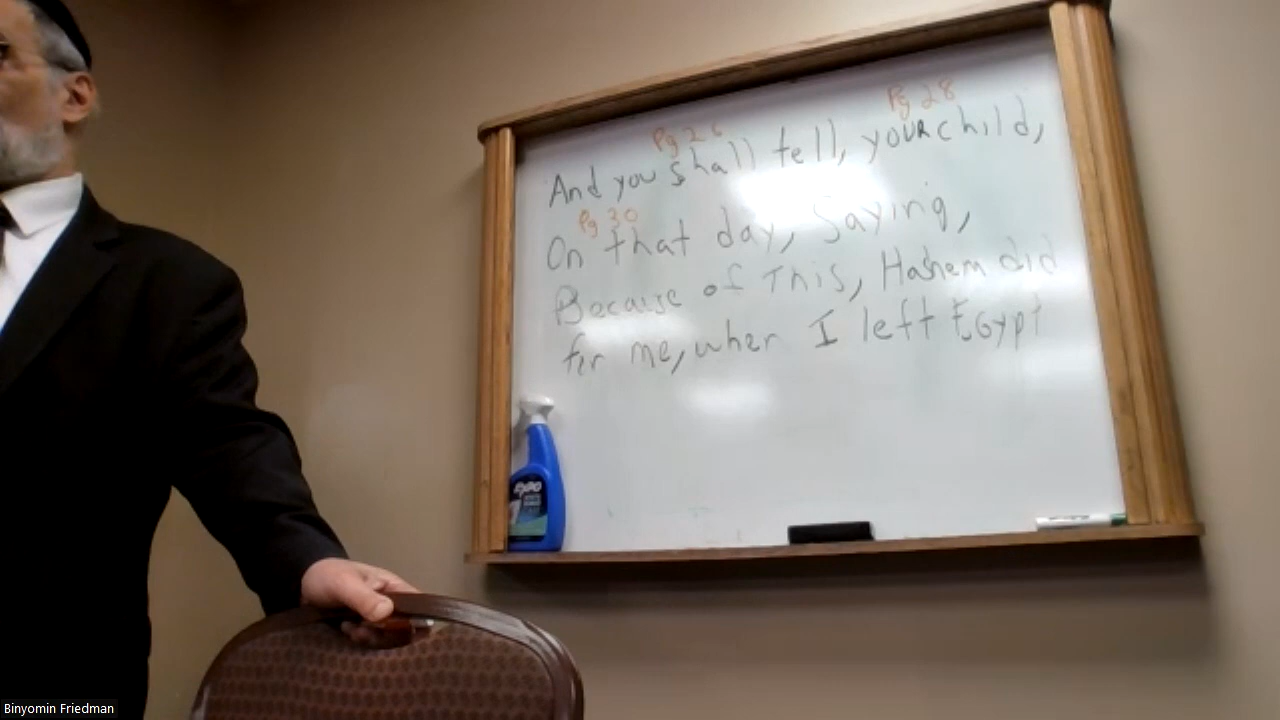 Pg 28
Pg 26
And you shall tell, your child,
Pg 30
On that day, Saying,
Because of This, Hashem did
for me, when I left Egypt
EXPO
Binyomin Friedman